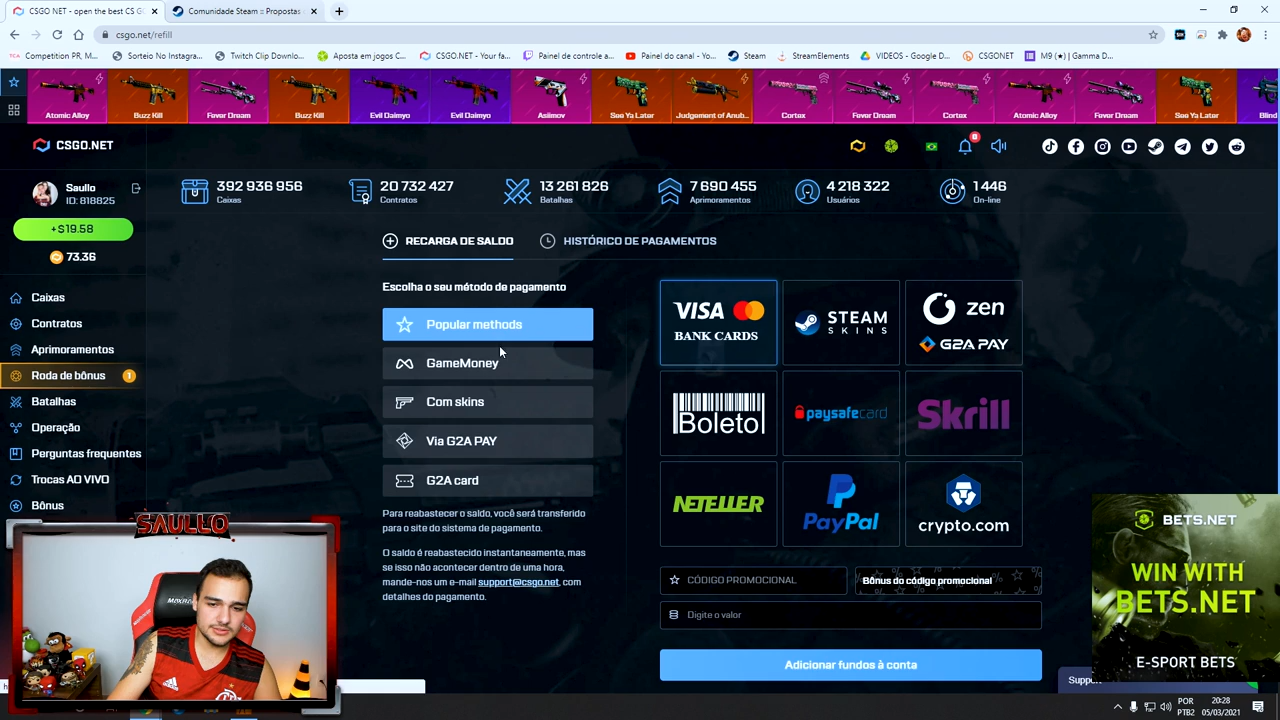 CSGO.NET - open the best CS GO
Comunidade Steam :: Propostas c
csgo.net/refill
Competition PR, M...
Sorteio No Instagra...
Twitch Clip Downlo...
Aposta em jogos C...
CSGO.NET - Your fa...
Painel de controle a...
Painel do canal - Yo...
Steam
StreamElements
VIDEOS - Google D...
CSGONET
M9 (★) | Gamma D...
Atomic Alloy
Buzz Kill
Fever Dream
Buzz Kill
Evil Daimyo
Evil Daimyo
Asiimov
See Ya Later
Judgement of Anub...
Cortex
Fever Dream
Cortex
Atomic Alloy
Fever Dream
See Ya Later
Blind
CSGO.NET
Saullo
ID: 818825
392 936 956
Caixas
20 732 427
Contratos
13 261 826
Batalhas
7 690 455
Aprimoramentos
4 218 322
Usuários
1 446
On-line
+$19.58
73.36
Caixas
Contratos
Aprimoramentos
Roda de bônus
1
Batalhas
Operação
Perguntas frequentes
Trocas AO VIVO
Bônus
RECARGA DE SALDO
HISTÓRICO DE PAGAMENTOS
Escolha o seu método de pagamento
Popular methods
GameMoney
Com skins
Via G2A PAY
G2A card
Para reabastecer o saldo, você será transferido
para o site do sistema de pagamento.
O saldo é reabastecido instantaneamente, mas
se isso não acontecer dentro de uma hora,
mande-nos um e-mail support@csgo.net, com
detalhes do pagamento.
VISA
BANK CARDS
STEAM
SKINS
zen
G2A PAY
Boleto
paysafecard
Skrill
NETELLER
PayPal
crypto.com
CÓDIGO PROMOCIONAL
Bônus do código promocional
Digite o valor
Adicionar fundos à conta
BETS.NET
WIN WITH
BETS.NET
E-SPORT BETS
Support
SAULLO
POR
PTB2
20:28
05/03/2021